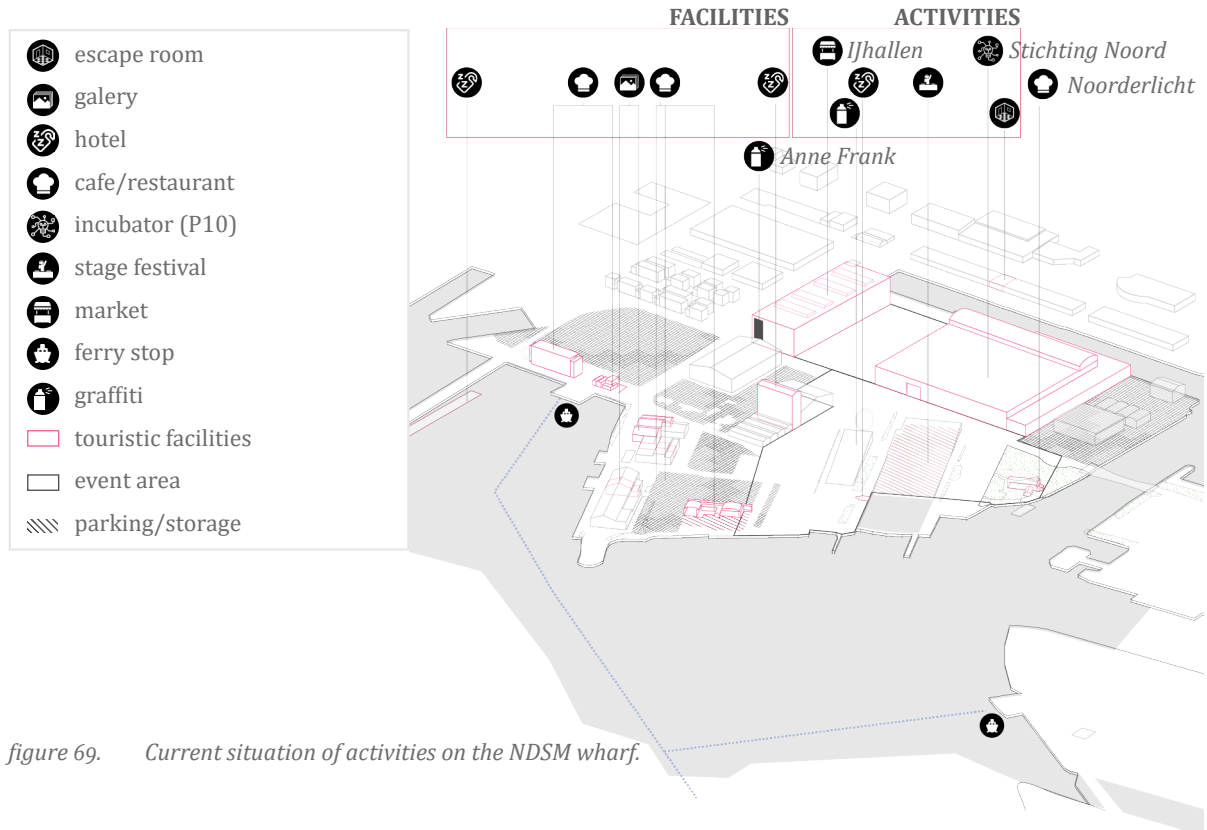 FACILITIES
ACTIVITIES
escape room
galery
hotel
cafe/restaurant
incubator (P10)
stage festival
market
ferry stop
graffiti
touristic facilities
event area
parking/storage
IJhallen
Stichting Noord
Noorderlicht
Anne Frank
figure 69. Current situation of activities on the NDSM wharf.